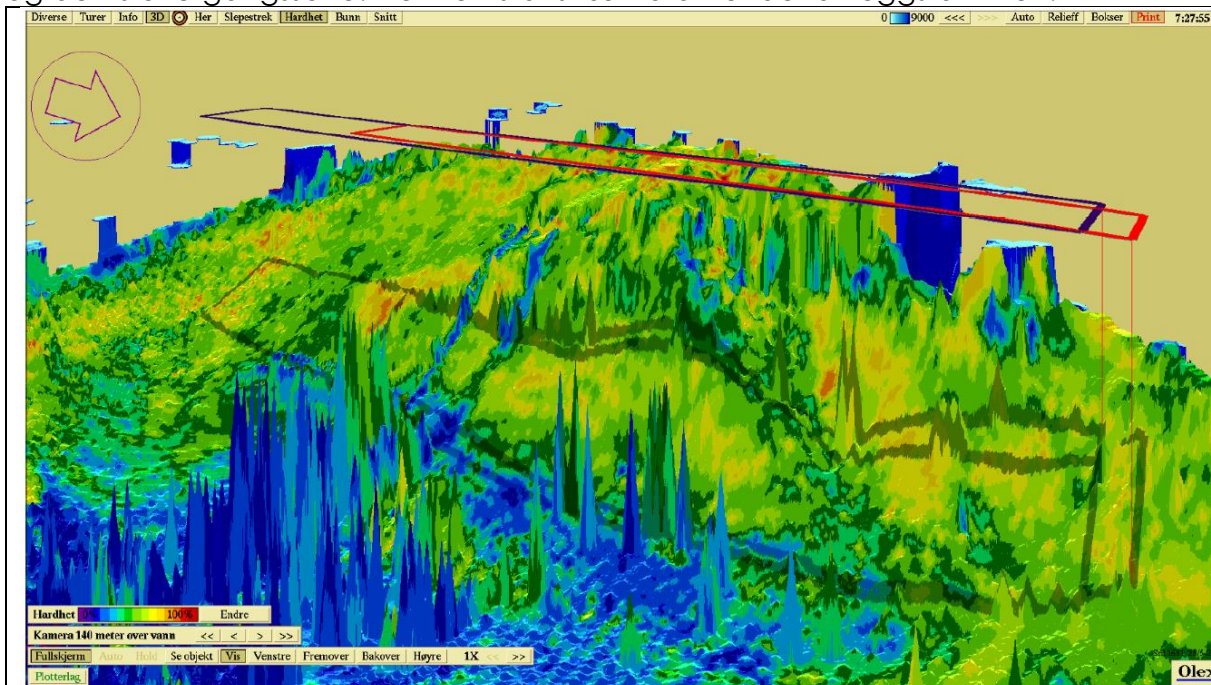 Diverse Turer Info 3D Her Slepestrek Hardhet Bunn Snitt 0 9000 <<< >>> Auto Relieff Bokser Print 7:27:55
Hardhet 0% 100% Endre
Kamera 140 meter over vann << < > >>
Fullskjerm Auto Hold Se objekt Vis Venstre Fremover Bakover Høyre 1X << >>
Plotterlag
Olex